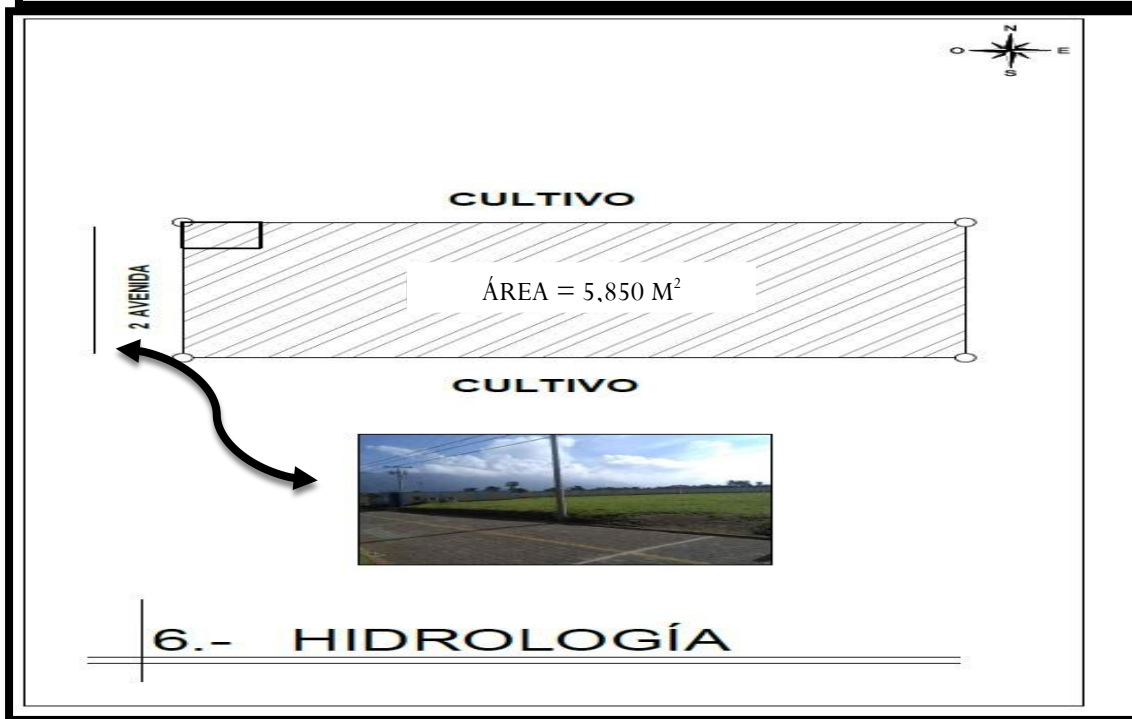 N
O E
S
CULTIVO
2 AVENIDA
ÁREA = 5,850 M²
CULTIVO
6.- HIDROLOGÍA